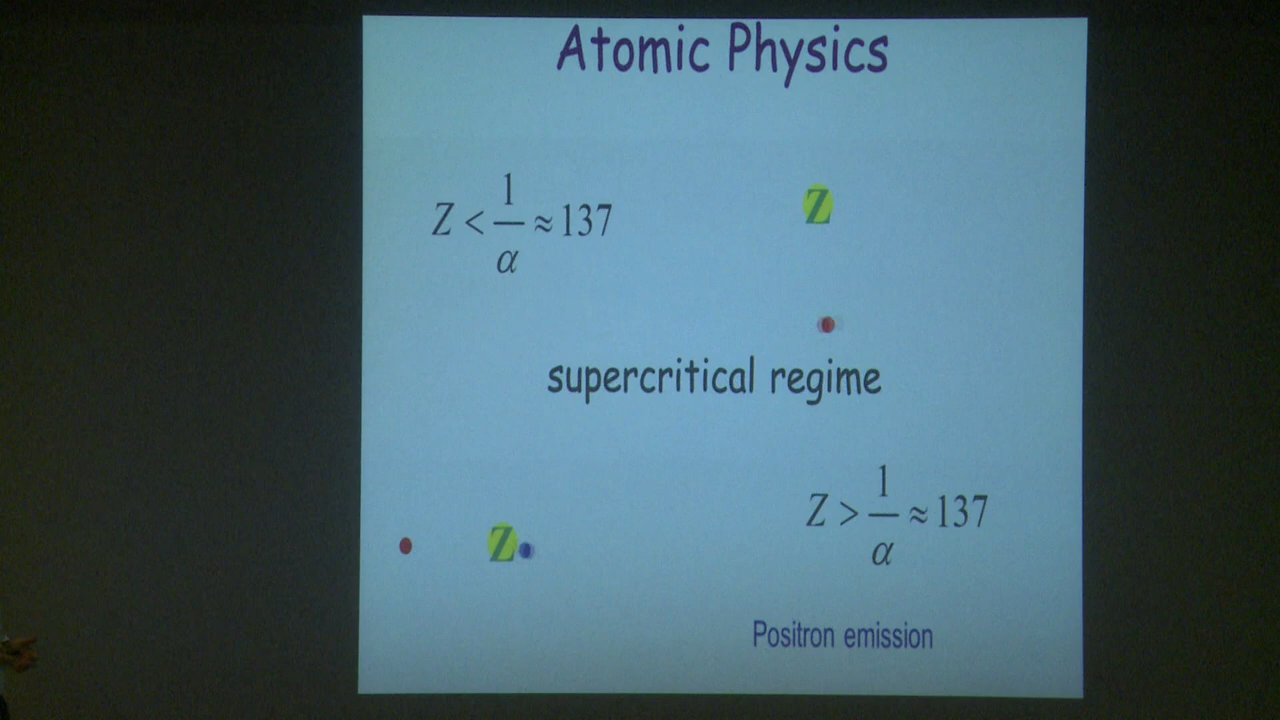 Atomic Physics
Z < 1/α ≈ 137
Z
supercritical regime
Z > 1/α ≈ 137
Z
Positron emission